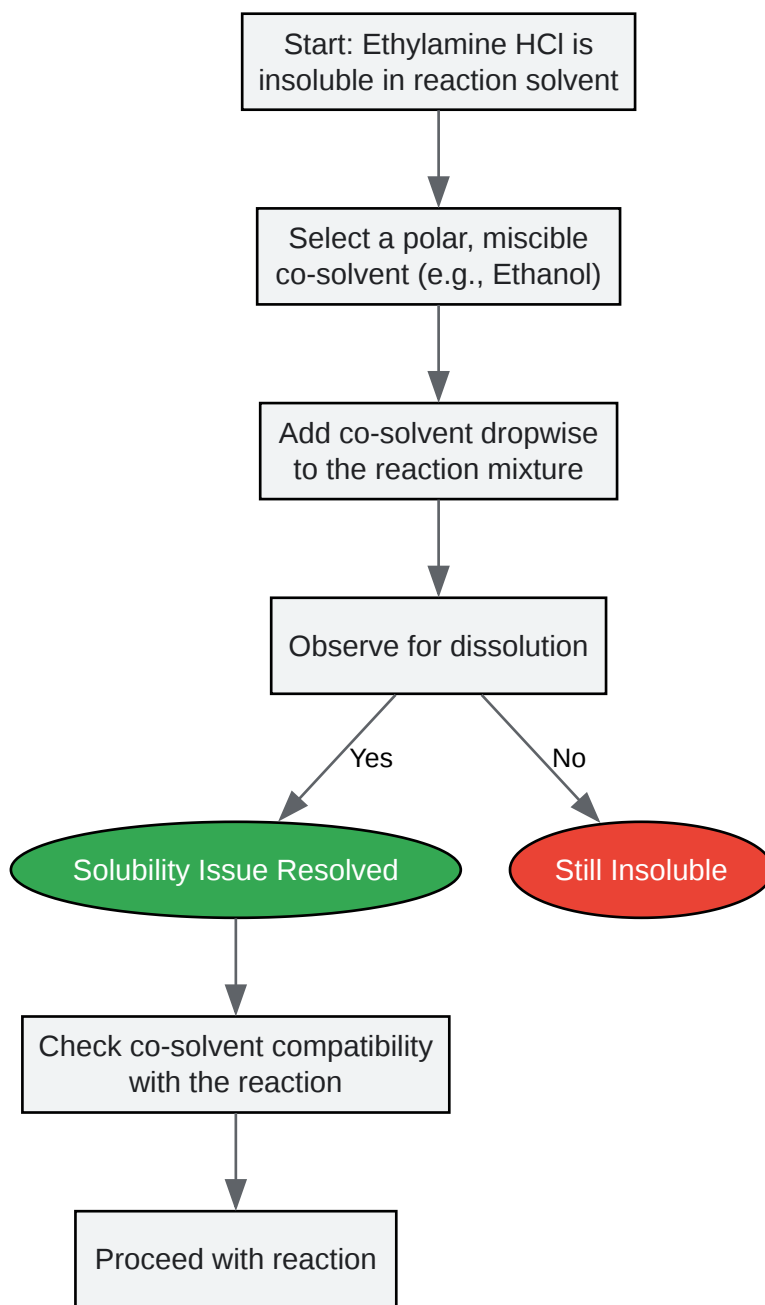 Start: Ethylamine HCl is
insoluble in reaction solvent
Select a polar, miscible
co-solvent (e.g., Ethanol)
Add co-solvent dropwise
to the reaction mixture
Observe for dissolution
Yes
No
Solubility Issue Resolved
Still Insoluble
Check co-solvent compatibility
with the reaction
Proceed with reaction